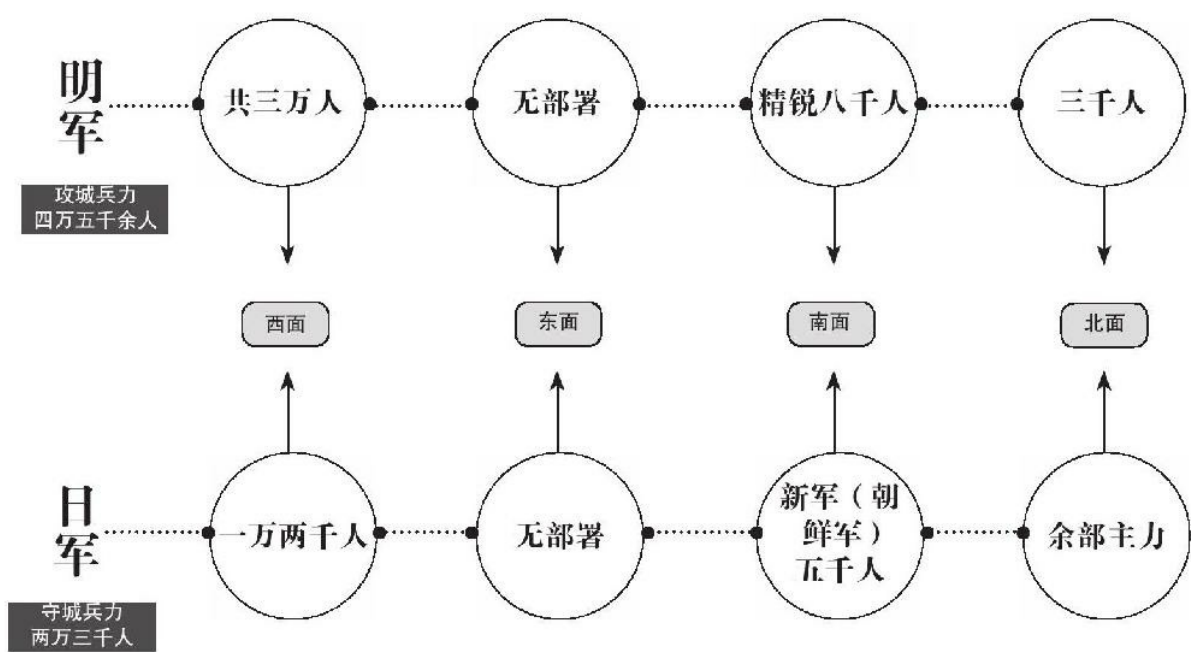 明军
攻城兵力
四万五千余人
共三万人
无部署
精锐八千人
三千人
西面
东面
南面
北面
日军
守城兵力
两万三千人
一万两千人
无部署
新军（朝
鲜军）
五千人
余部主力